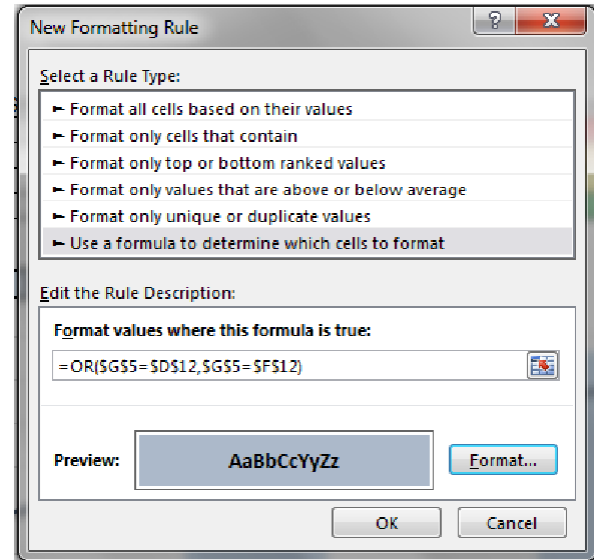 New Formatting Rule
?
X
Select a Rule Type:
► Format all cells based on their values
► Format only cells that contain
► Format only top or bottom ranked values
► Format only values that are above or below average
► Format only unique or duplicate values
► Use a formula to determine which cells to format
Edit the Rule Description:
Format values where this formula is true:
=OR($G$5=$D$12,$G$5=$F$12)
Preview: AaBbCcYyZz Format...
OK Cancel